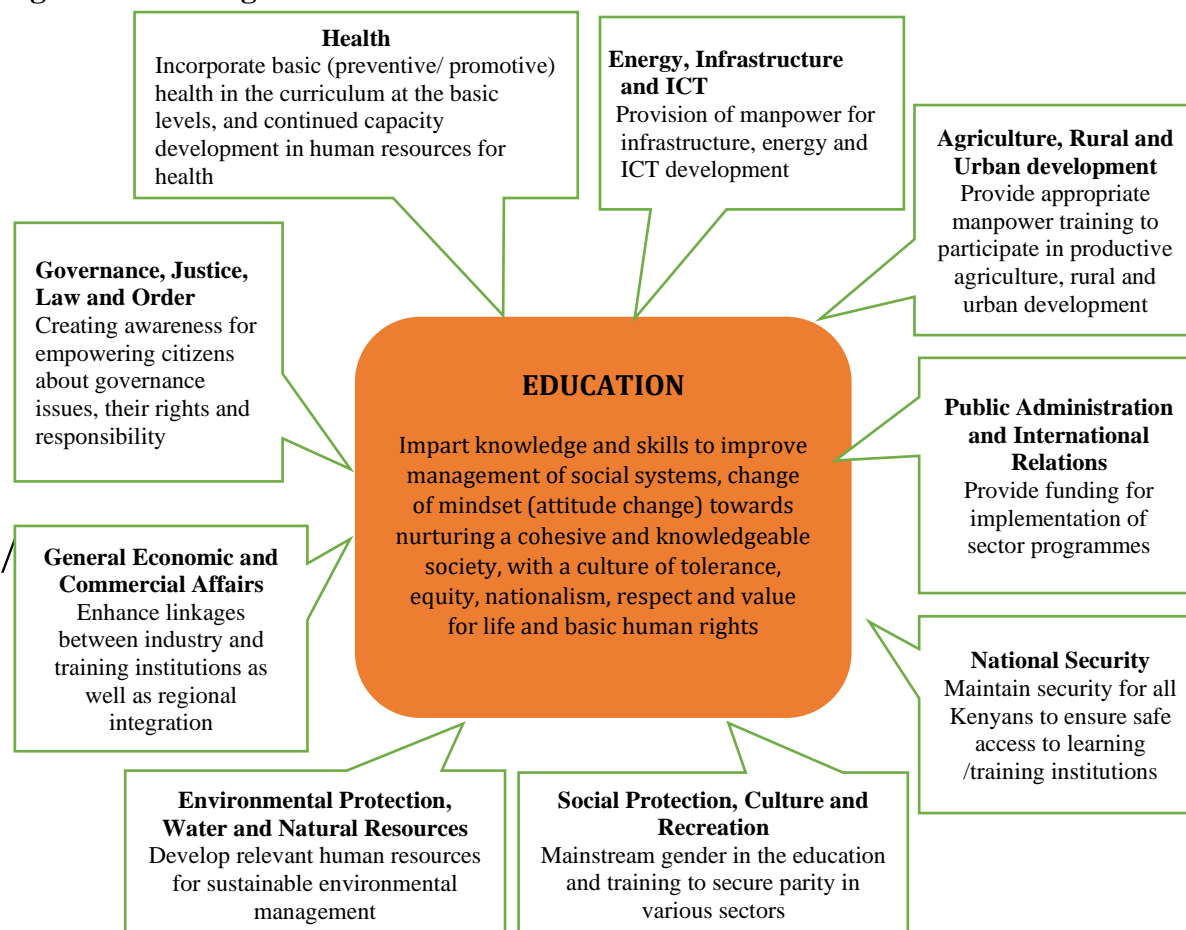 Health
Incorporate basic (preventive/ promotive)
health in the curriculum at the basic
levels, and continued capacity
development in human resources for
health
Energy, Infrastructure
and ICT
Provision of manpower for
infrastructure, energy and
ICT development
Agriculture, Rural and
Urban development
Provide appropriate
manpower training to
participate in productive
agriculture, rural and
urban development
Governance, Justice,
Law and Order
Creating awareness for
empowering citizens
about governance
issues, their rights and
responsibility
EDUCATION
Impart knowledge and skills to improve
management of social systems, change
of mindset (attitude change) towards
nurturing a cohesive and knowledgeable
society, with a culture of tolerance,
equity, nationalism, respect and value
for life and basic human rights
Public Administration
and International
Relations
Provide funding for
implementation of
sector programmes
/
General Economic and
Commercial Affairs
Enhance linkages
between industry and
training institutions as
well as regional
integration
National Security
Maintain security for all
Kenyans to ensure safe
access to learning
/training institutions
Environmental Protection,
Water and Natural Resources
Develop relevant human resources
for sustainable environmental
management
Social Protection, Culture and
Recreation
Mainstream gender in the education
and training to secure parity in
various sectors